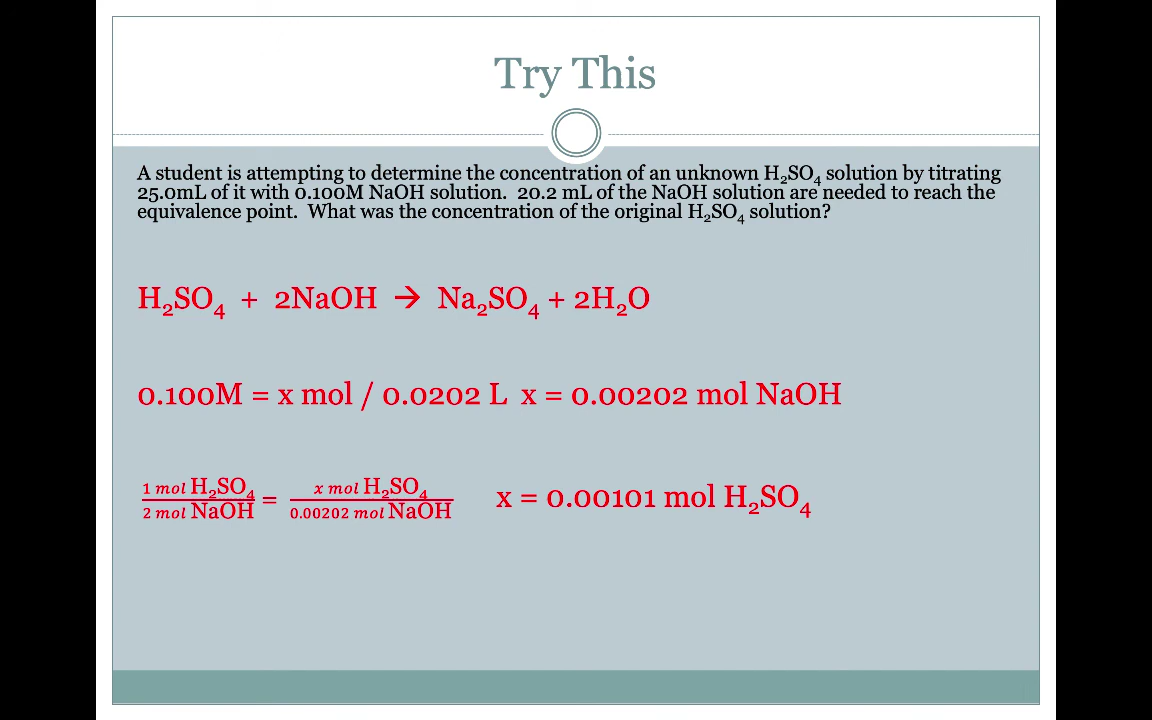 Try This
A student is attempting to determine the concentration of an unknown H₂SO₄ solution by titrating
25.0mL of it with 0.100M NaOH solution.  20.2 mL of the NaOH solution are needed to reach the
equivalence point.  What was the concentration of the original H₂SO₄ solution?
H₂SO₄ + 2NaOH → Na₂SO₄ + 2H₂O
0.100M = x mol / 0.0202 L x = 0.00202 mol NaOH
1 mol H₂SO₄ / 2 mol NaOH = x mol H₂SO₄ / 0.00202 mol NaOH x = 0.00101 mol H₂SO₄